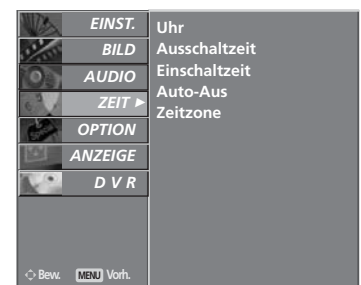 EINST.
BILD
AUDIO
ZEIT ►
OPTION
ANZEIGE
D V R
Bew. MENU Vorh.
Uhr
Ausschaltzeit
Einschaltzeit
Auto-Aus
Zeitzone